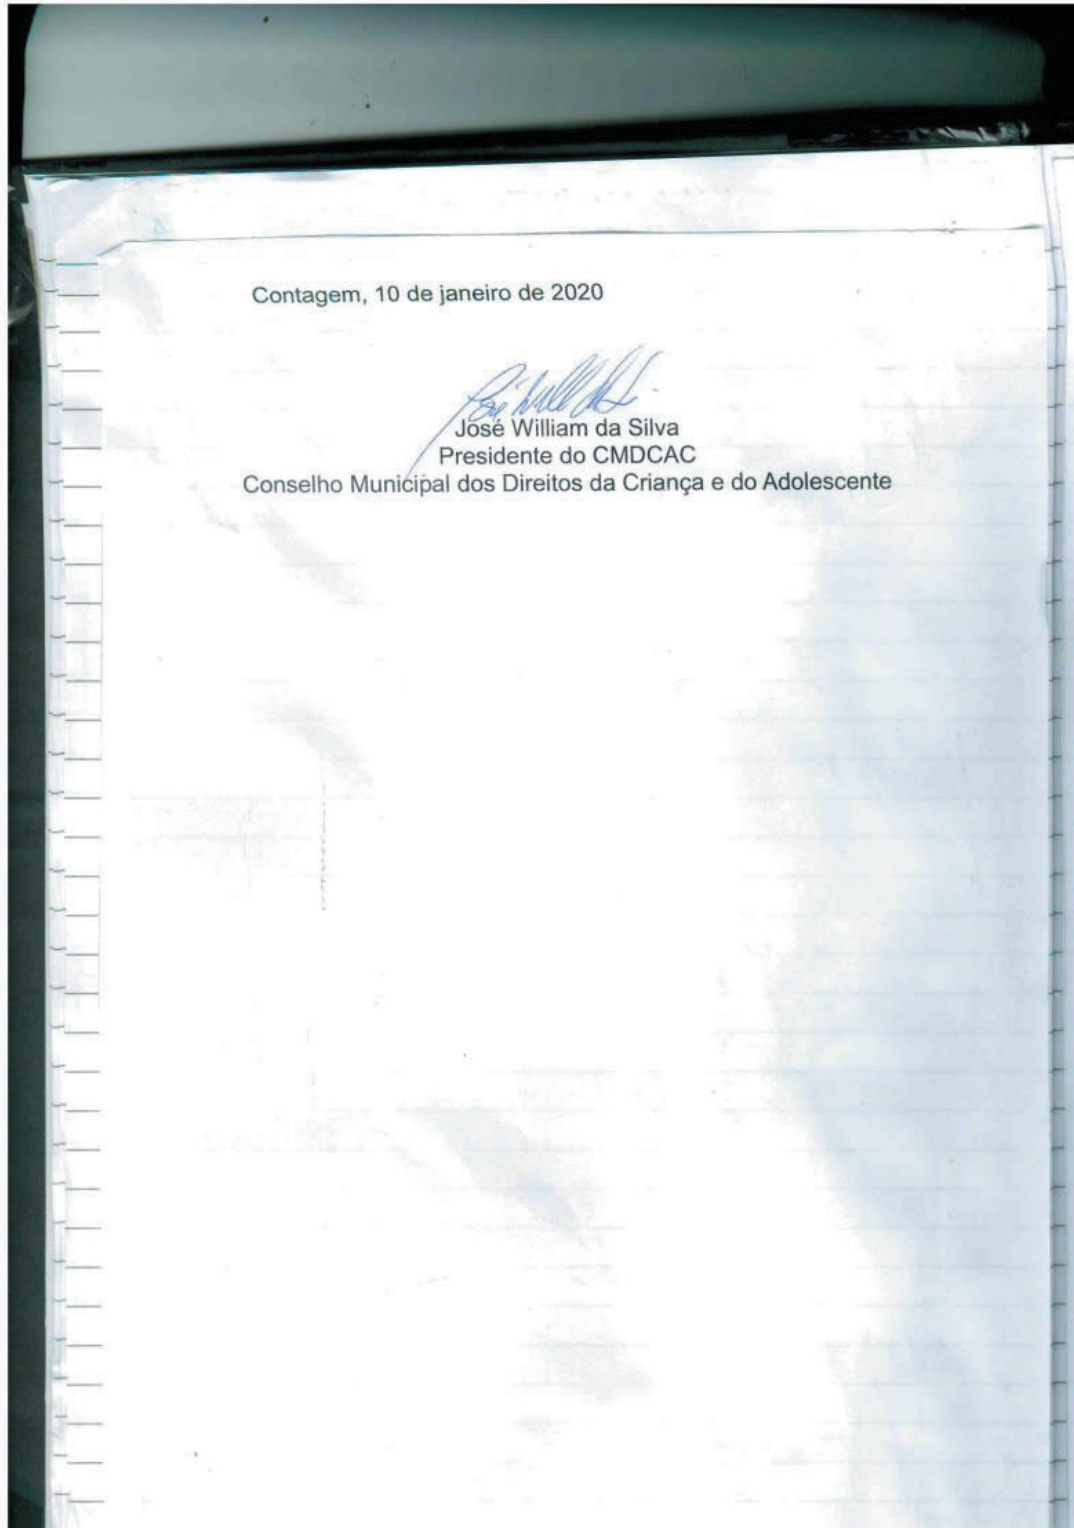 Contagem, 10 de janeiro de 2020
José William da Silva
Presidente do CMDCAC
Conselho Municipal dos Direitos da Criança e do Adolescente